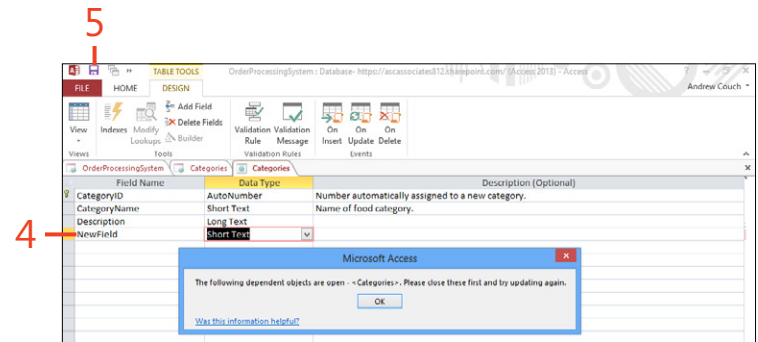 5
TABLE TOOLS OrderProcessingSystem : Database- https://ascassociates812.sharepoint.com/ (Access 2013) - Access ?
FILE HOME DESIGN Andrew Couch
View Indexes Modify Lookups Add Field Delete Fields Builder Validation Rule Validation Message On Insert On Update On Delete
Views Tools Validation Rules Events
OrderProcessingSystem Categories Categories
Field Name Data Type Description (Optional)
CategoryID AutoNumber Number automatically assigned to a new category.
CategoryName Short Text Name of food category.
Description Long Text
4 NewField Short Text
Microsoft Access
The following dependent objects are open - <Categories>. Please close these first and try updating again.
OK
Was this information helpful?